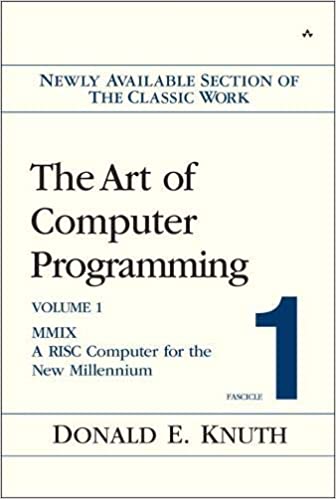 NEWLY AVAILABLE SECTION OF
THE CLASSIC WORK
The Art of
Computer
Programming
VOLUME 1
MMIX
A RISC Computer for the
New Millennium
FASCICLE
1
DONALD E. KNUTH